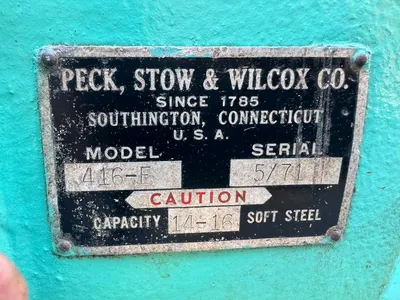 PECK, STOW & WILCOX CO.
SINCE 1785
SOUTHINGTON, CONNECTICUT
U.S.A.
MODEL SERIAL
416-F 5/71
CAUTION
CAPACITY 14-16 SOFT STEEL